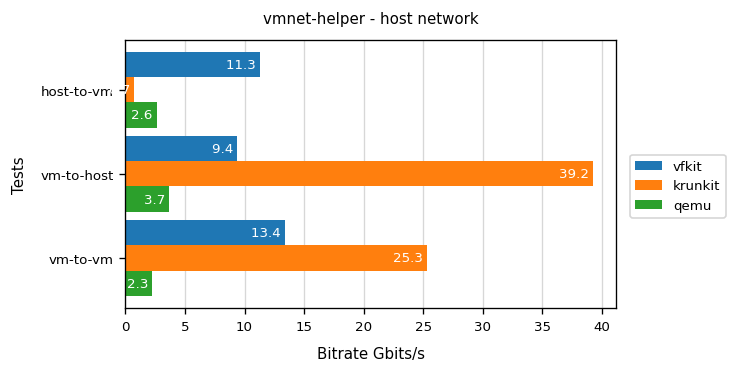 vmnet-helper - host network
host-to-vm
11.3
2.6
vm-to-host
9.4
39.2
3.7
vm-to-vm
13.4
25.3
2.3
Tests
0 5 10 15 20 25 30 35 40
Bitrate Gbits/s
vfkit
krunkit
qemu